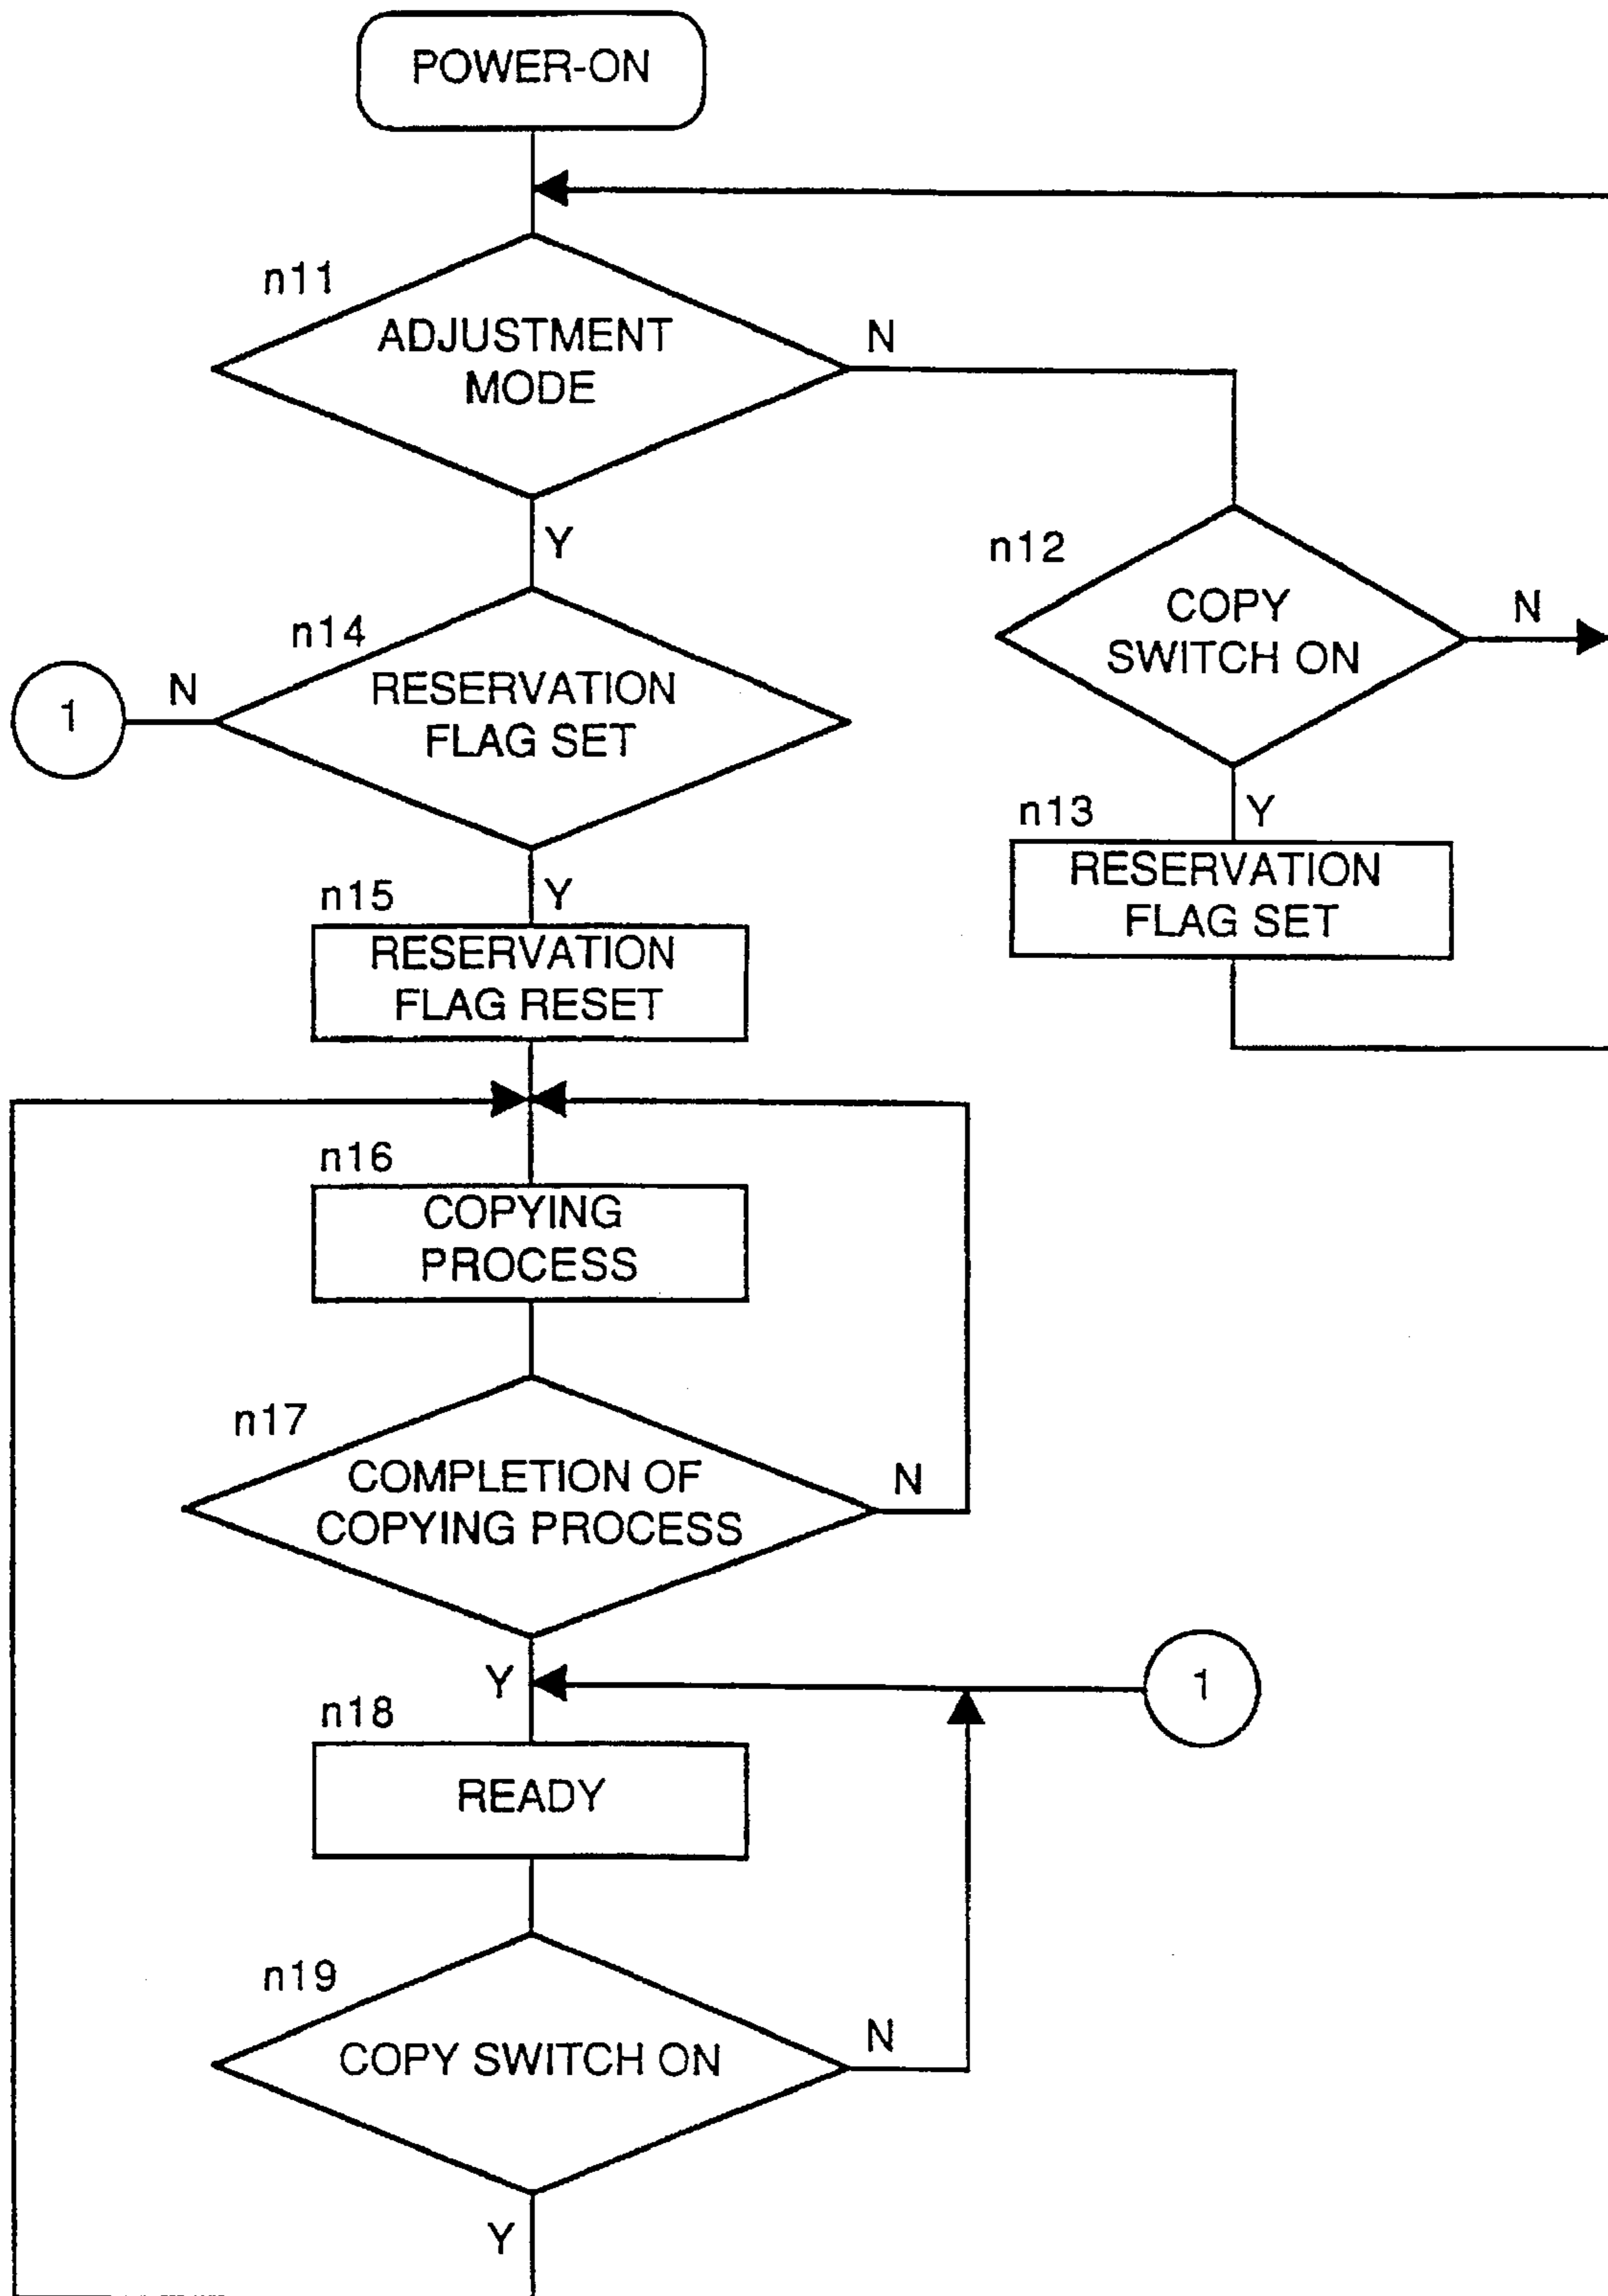 POWER-ON
n11
ADJUSTMENT
MODE
N
Y
n12
COPY
SWITCH ON
N
Y
n13
RESERVATION
FLAG SET
n14
RESERVATION
FLAG SET
N
1
Y
n15
RESERVATION
FLAG RESET
n16
COPYING
PROCESS
n17
COMPLETION OF
COPYING PROCESS
N
Y
1
n18
READY
n19
COPY SWITCH ON
N
Y